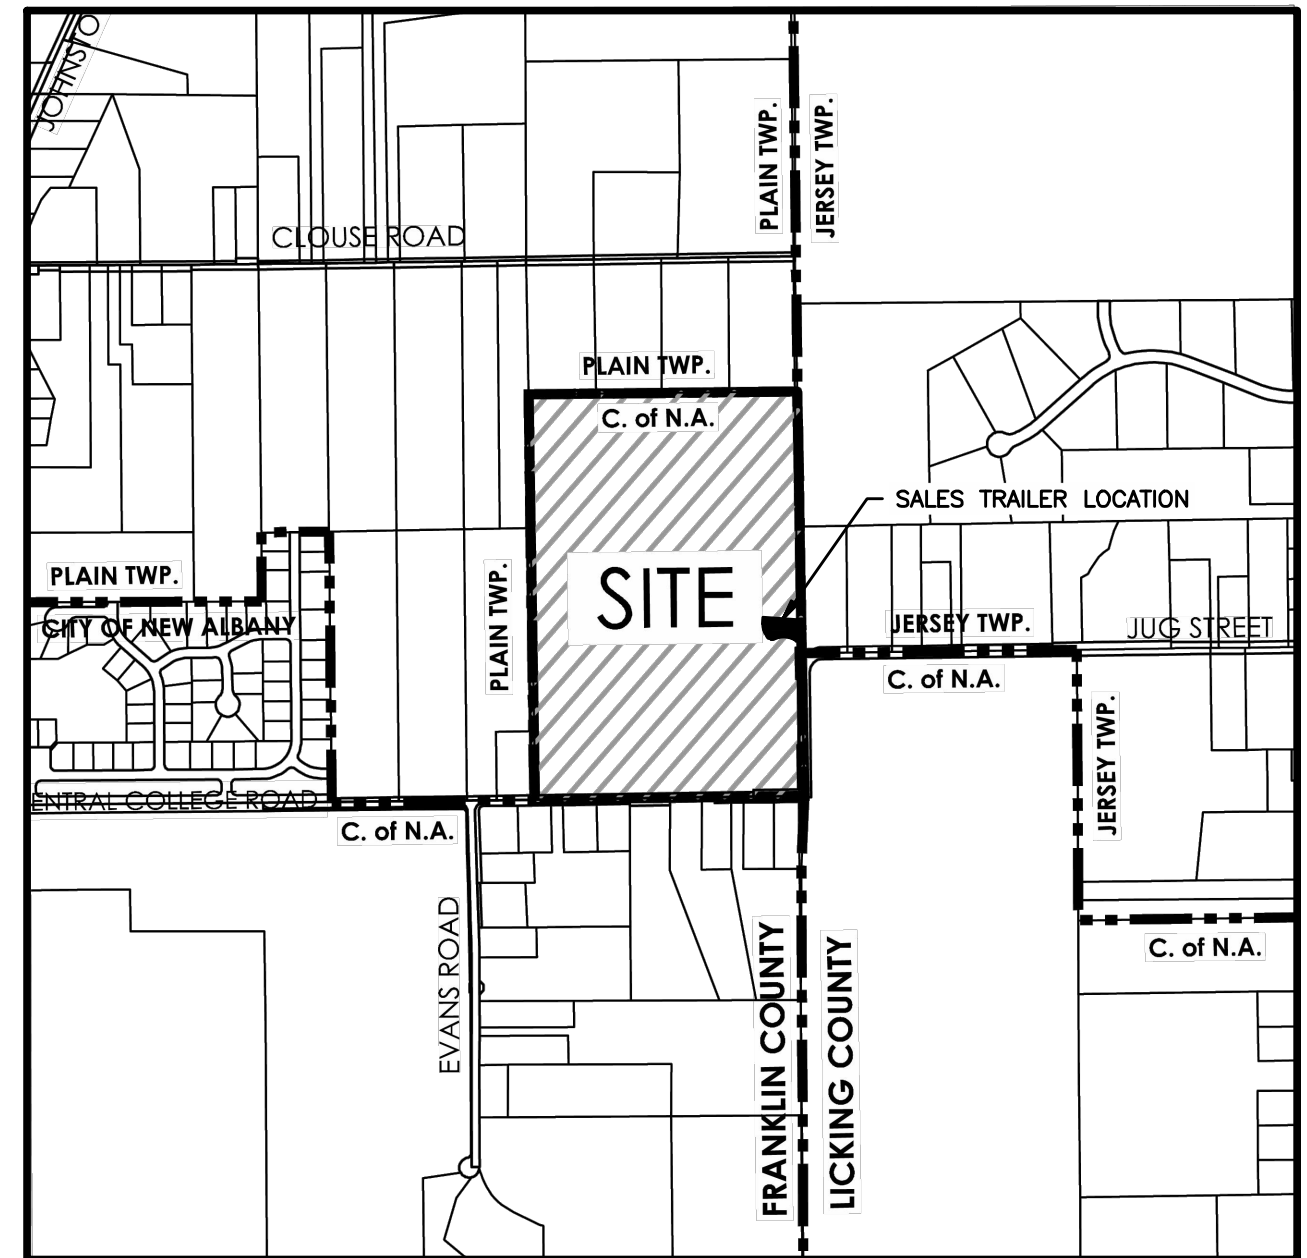 JOHNSTO
PLAIN TWP.
JERSEY TWP.
CLOUSE ROAD
PLAIN TWP.
C. of N.A.
SALES TRAILER LOCATION
PLAIN TWP.
SITE
PLAIN TWP.
CITY OF NEW ALBANY
JERSEY TWP.
JUG STREET
C. of N.A.
JERSEY TWP.
ENTRAL COLLEGE ROAD
C. of N.A.
EVANS ROAD
FRANKLIN COUNTY
LICKING COUNTY
C. of N.A.